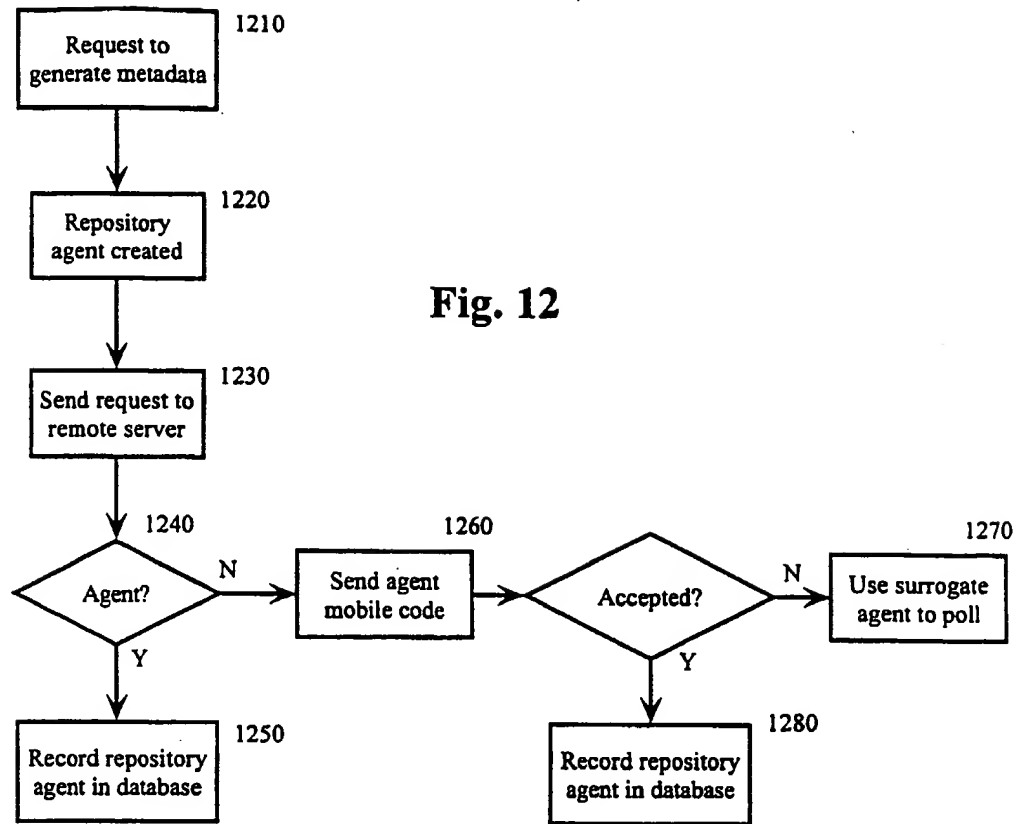 1210
Request to
generate metadata
1220
Repository
agent created
Fig. 12
1230
Send request to
remote server
1240
Agent?
N
Y
1260
Send agent
mobile code
Accepted?
N
Y
1270
Use surrogate
agent to poll
1250
Record repository
agent in database
1280
Record repository
agent in database